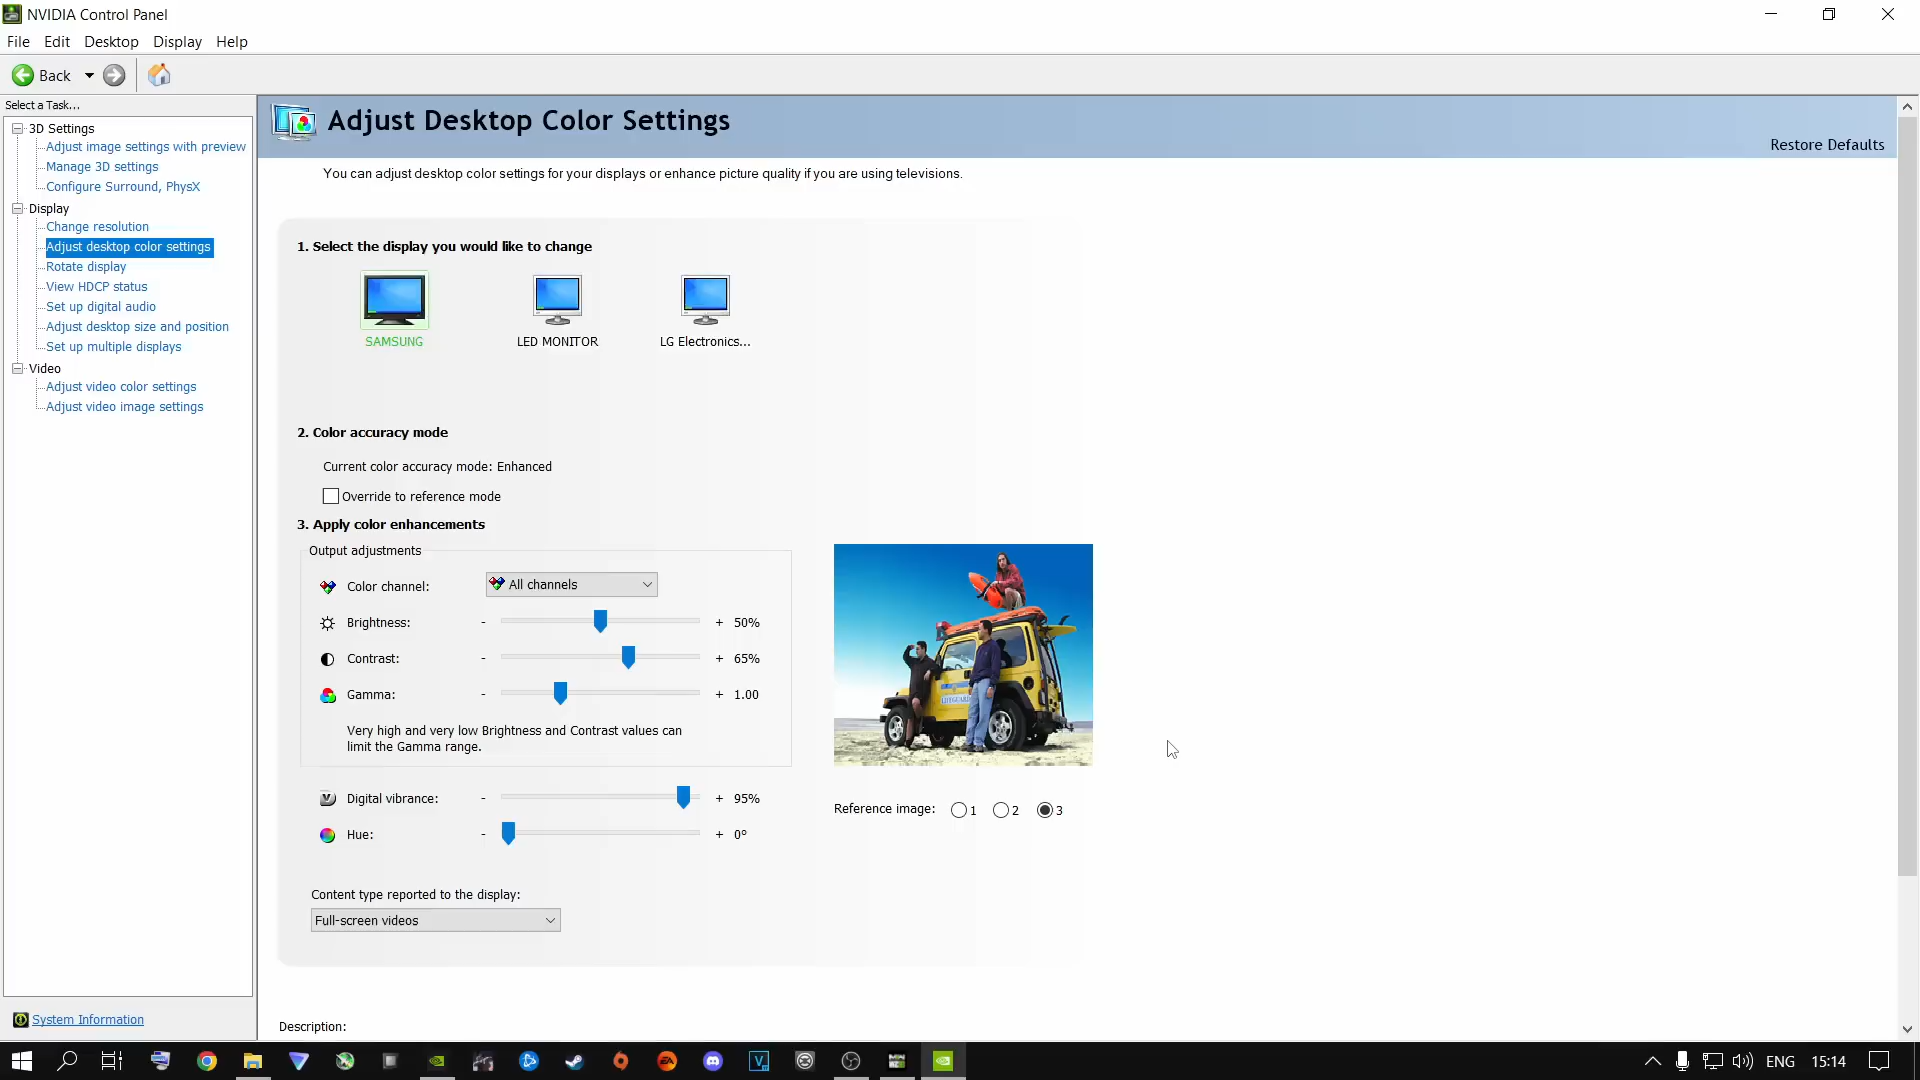 NVIDIA Control Panel
File Edit Desktop Display Help
Back
Select a Task...
3D Settings
Adjust image settings with preview
Manage 3D settings
Configure Surround, PhysX
Display
Change resolution
Adjust desktop color settings
Rotate display
View HDCP status
Set up digital audio
Adjust desktop size and position
Set up multiple displays
Video
Adjust video color settings
Adjust video image settings
System Information
Adjust Desktop Color Settings
Restore Defaults
You can adjust desktop color settings for your displays or enhance picture quality if you are using televisions.
1. Select the display you would like to change
SAMSUNG LED MONITOR LG Electronics...
2. Color accuracy mode
Current color accuracy mode: Enhanced
Override to reference mode
3. Apply color enhancements
Output adjustments
Color channel: All channels
Brightness: - + 50%
Contrast: - + 65%
Gamma: - + 1.00
Very high and very low Brightness and Contrast values can
limit the Gamma range.
Digital vibrance: - + 95%
Hue: - + 0°
Reference image: 1 2 3
Content type reported to the display:
Full-screen videos
Description:
ENG 15:14